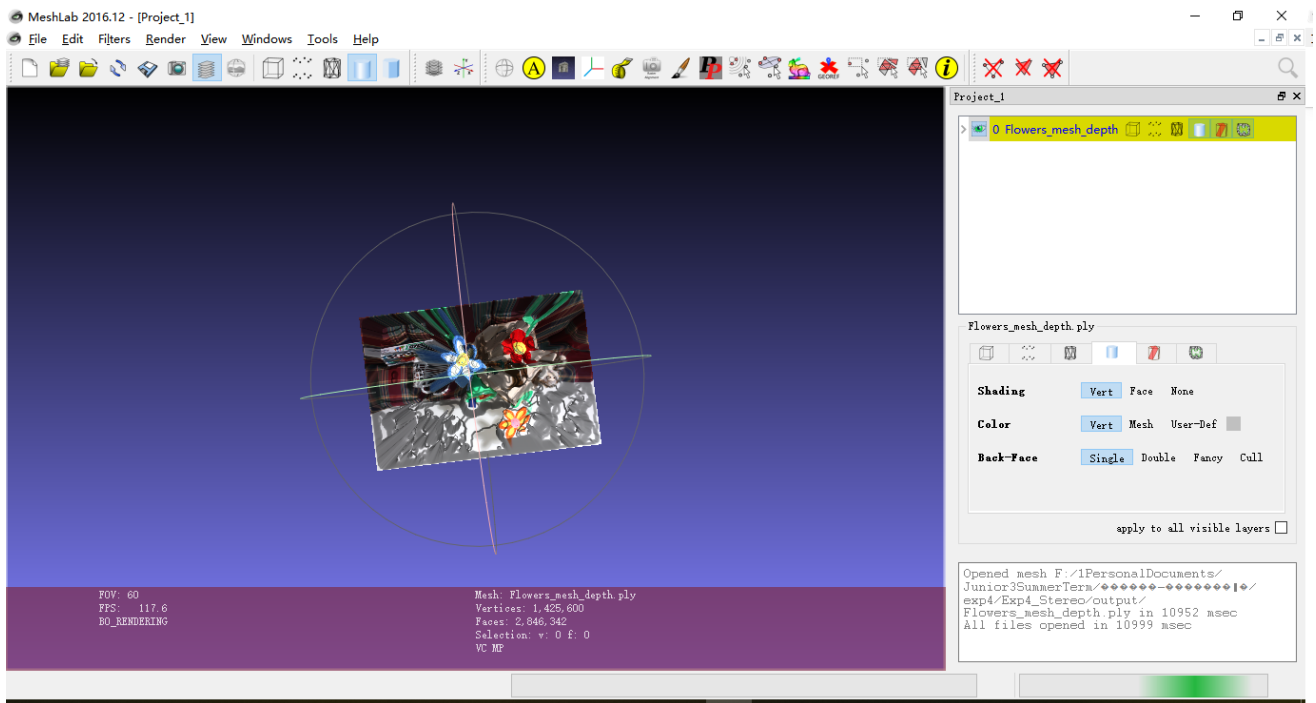 MeshLab 2016.12 - [Project_1]
File Edit Filters Render View Windows Tools Help
A
Pp
GEOREF
i
Project_1
0 Flowers_mesh_depth
Flowers_mesh_depth.ply
Shading Vert Face None
Color Vert Mesh User-Def
Back-Face Single Double Fancy Cull
apply to all visible layers
Opened mesh F:/1PersonalDocuments/
Junior3SummerTerm/������-�������‖�/
exp4/Exp4_Stereo/output/
Flowers_mesh_depth.ply in 10952 msec
All files opened in 10999 msec
FOV: 60
FPS: 117.6
BO_RENDERING
Mesh: Flowers_mesh_depth.ply
Vertices: 1,425,600
Faces: 2,846,342
Selection: v: 0 f: 0
VC MP